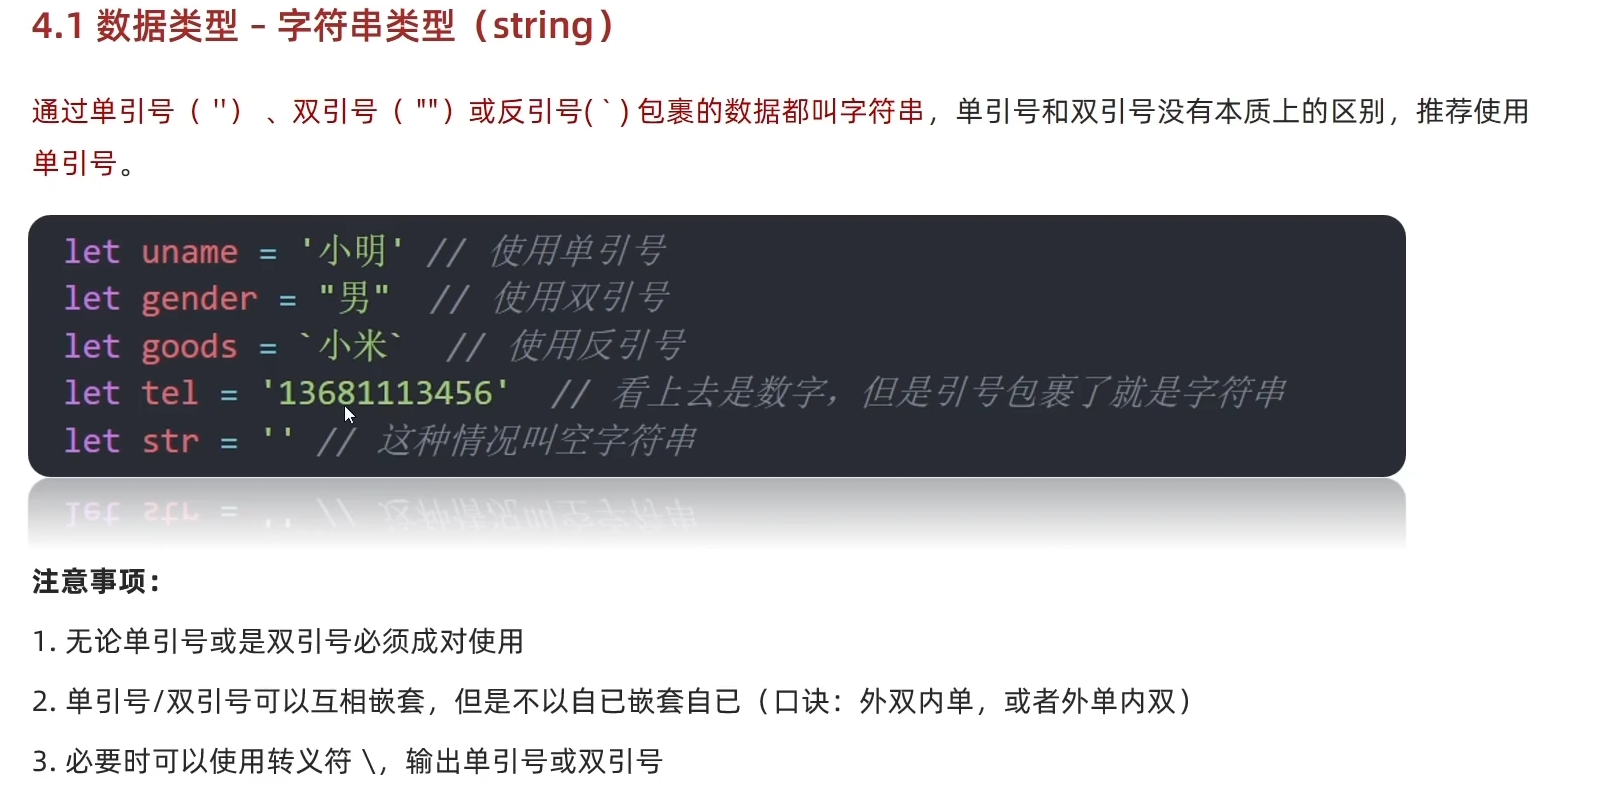 4.1 数据类型 – 字符串类型（string）
通过单引号（ ''） 、双引号（ ""）或反引号( ` ) 包裹的数据都叫字符串，单引号和双引号没有本质上的区别，推荐使用
单引号。
let uname = '小明' // 使用单引号
let gender = "男"  // 使用双引号
let goods = `小米`  // 使用反引号
let tel = '13681113456'  // 看上去是数字，但是引号包裹了就是字符串
let str = '' // 这种情况叫空字符串
注意事项：
1. 无论单引号或是双引号必须成对使用
2. 单引号/双引号可以互相嵌套，但是不以自已嵌套自已（口诀：外双内单，或者外单内双）
3. 必要时可以使用转义符 \，输出单引号或双引号